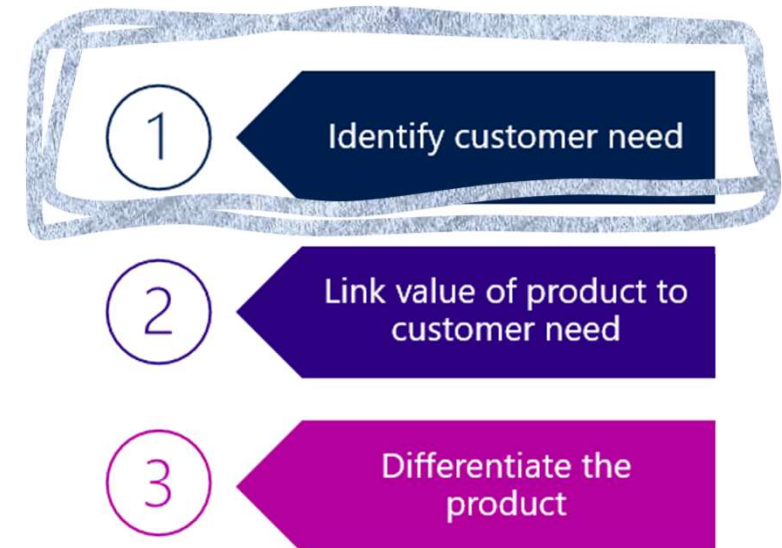 1
Identify customer need
2
Link value of product to
customer need
3
Differentiate the
product